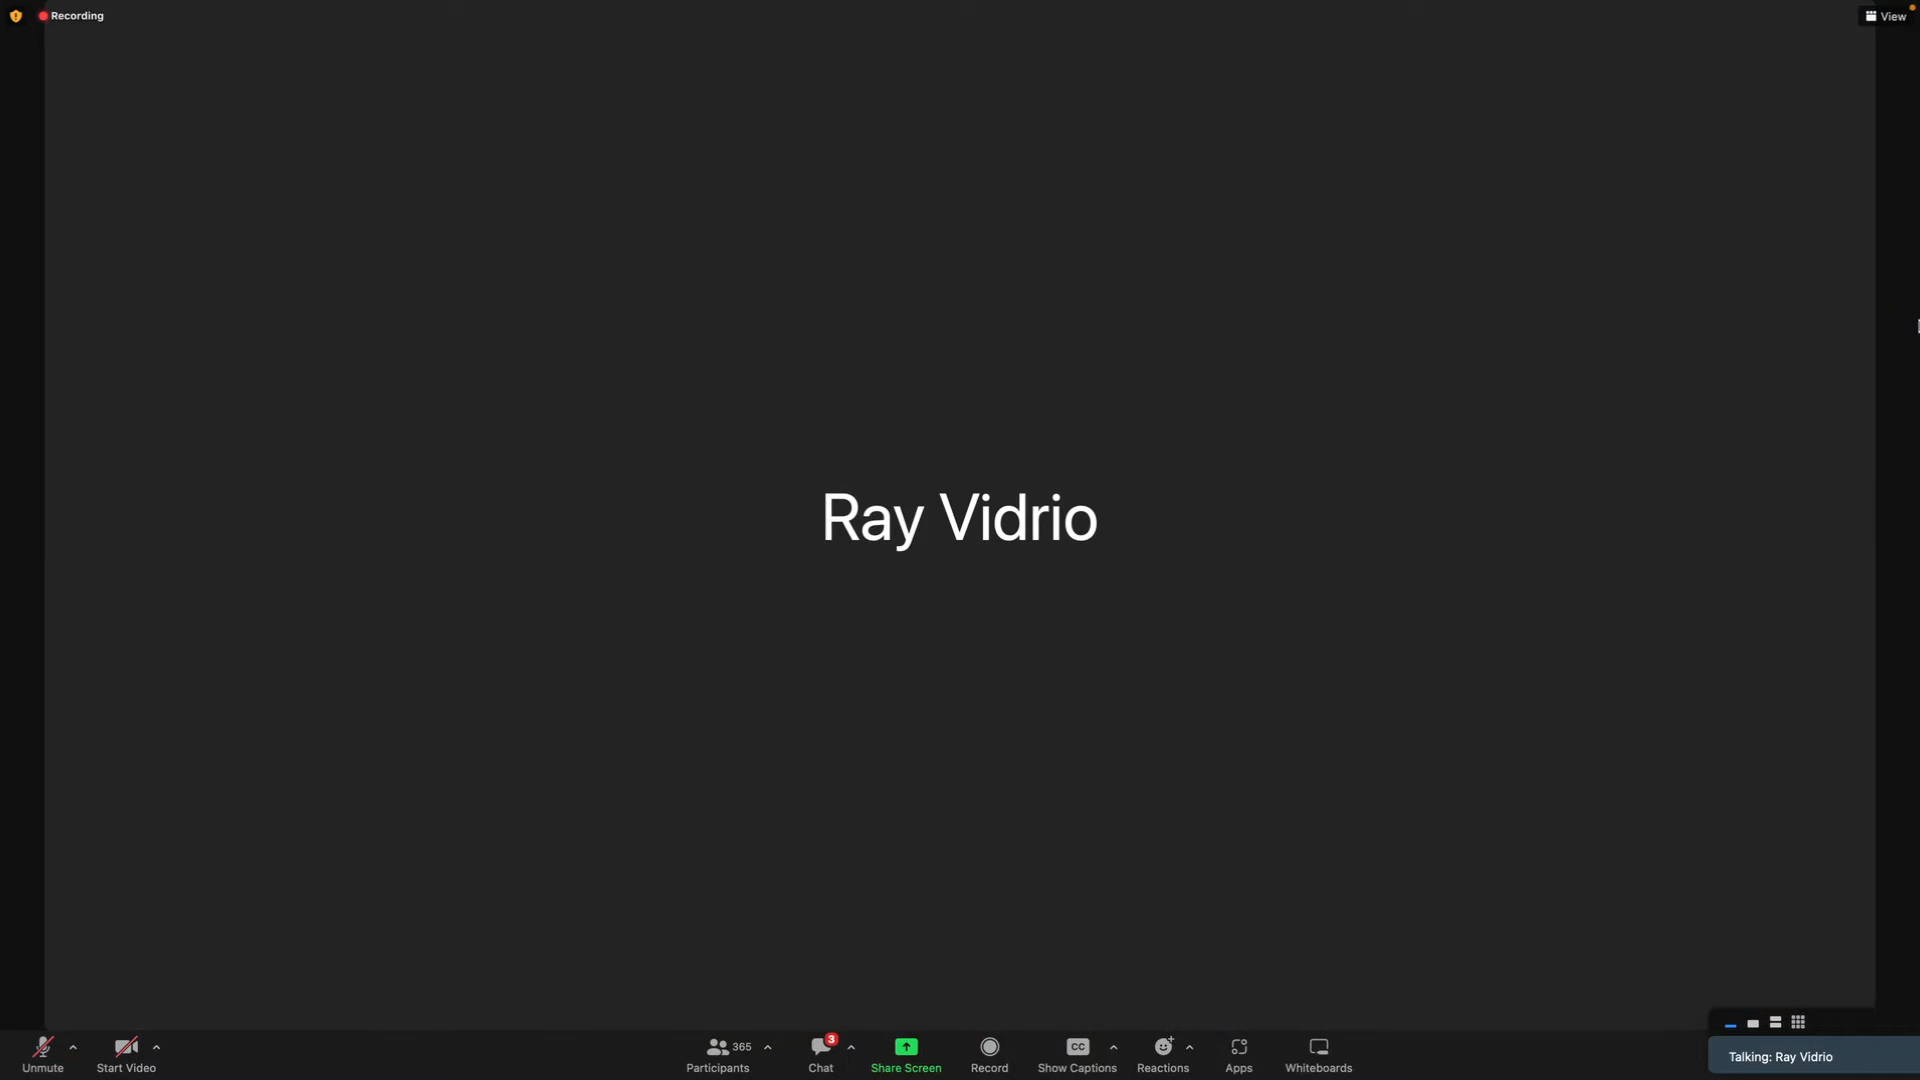 Recording
View
Ray Vidrio
Unmute
Start Video
365
Participants
3
Chat
Share Screen
Record
CC
Show Captions
Reactions
Apps
Whiteboards
Talking: Ray Vidrio